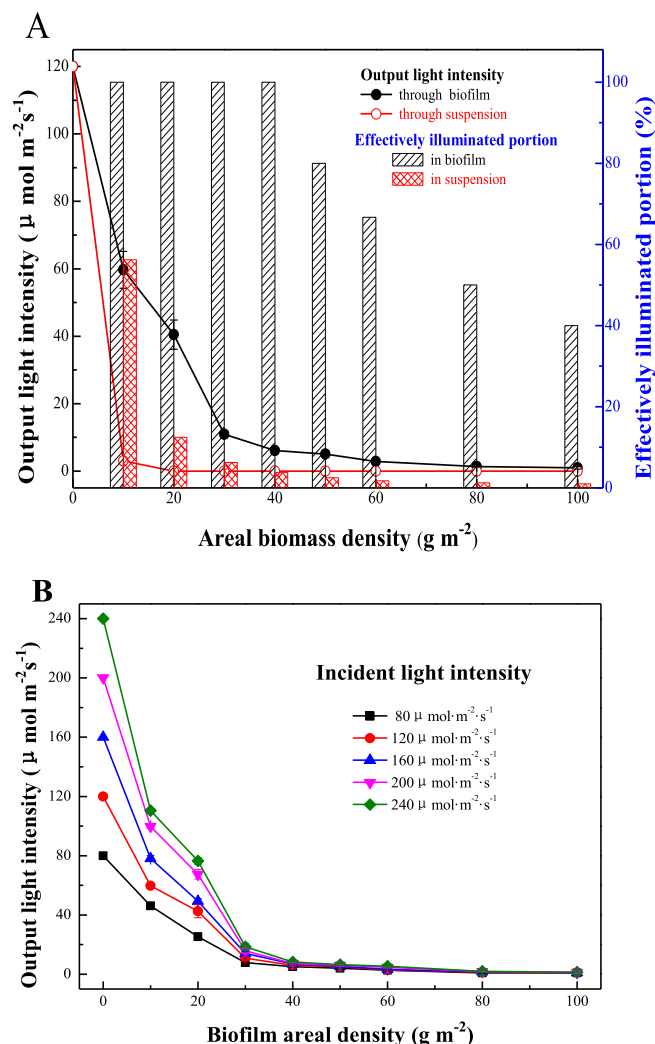 A
Output light intensity
through biofilm
through suspension
Effectively illuminated portion
in biofilm
in suspension
120
100
80
60
40
20
0
100
80
60
40
20
0
0
20
40
60
80
100
Output light intensity ( μ mol m⁻²s⁻¹)
Effectively illuminated portion (%)
Areal biomass density (g m⁻²)
B
Incident light intensity
80 μ mol·m⁻²·s⁻¹
120 μ mol·m⁻²·s⁻¹
160 μ mol·m⁻²·s⁻¹
200 μ mol·m⁻²·s⁻¹
240 μ mol·m⁻²·s⁻¹
240
200
160
120
80
40
0
0
20
40
60
80
100
Output light intensity ( μ mol m⁻²s⁻¹)
Biofilm areal density (g m⁻²)